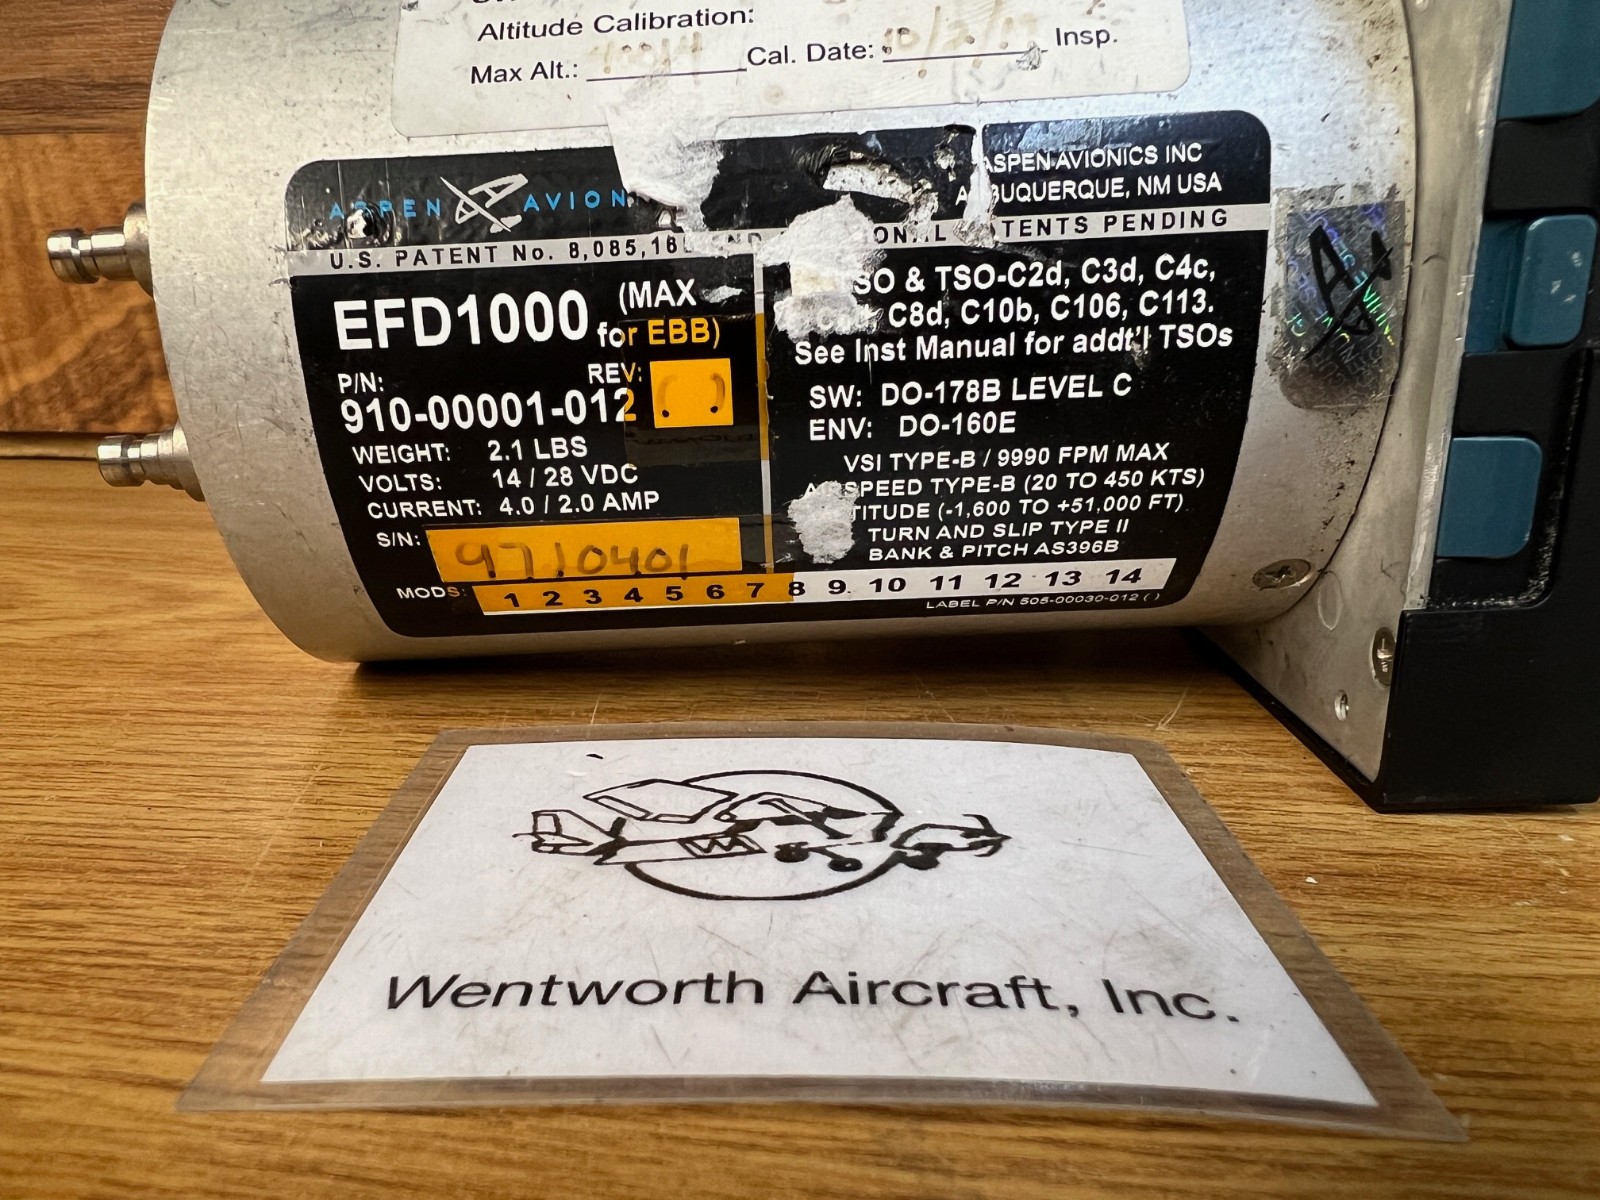 Altitude Calibration:
Max Alt.: Cal. Date: Insp.
ASPEN AVION
ASPEN AVIONICS INC
ALBUQUERQUE, NM USA
U.S. PATENT No. 8,085,16
PATENTS PENDING
EFD1000 (MAX for EBB)
P/N: REV: ( )
910-00001-012
WEIGHT: 2.1 LBS
VOLTS: 14 / 28 VDC
CURRENT: 4.0 / 2.0 AMP
S/N: 9710401
MODS: 1 2 3 4 5 6 7 8 9 10 11 12 13 14
SO & TSO-C2d, C3d, C4c,
C8d, C10b, C106, C113.
See Inst Manual for addt'l TSOs
SW: DO-178B LEVEL C
ENV: DO-160E
VSI TYPE-B / 9990 FPM MAX
AIRSPEED TYPE-B (20 TO 450 KTS)
TITUDE (-1,600 TO +51,000 FT)
TURN AND SLIP TYPE II
BANK & PITCH AS396B
LABEL P/N 505-00030-012 ( )
Wentworth Aircraft, Inc.